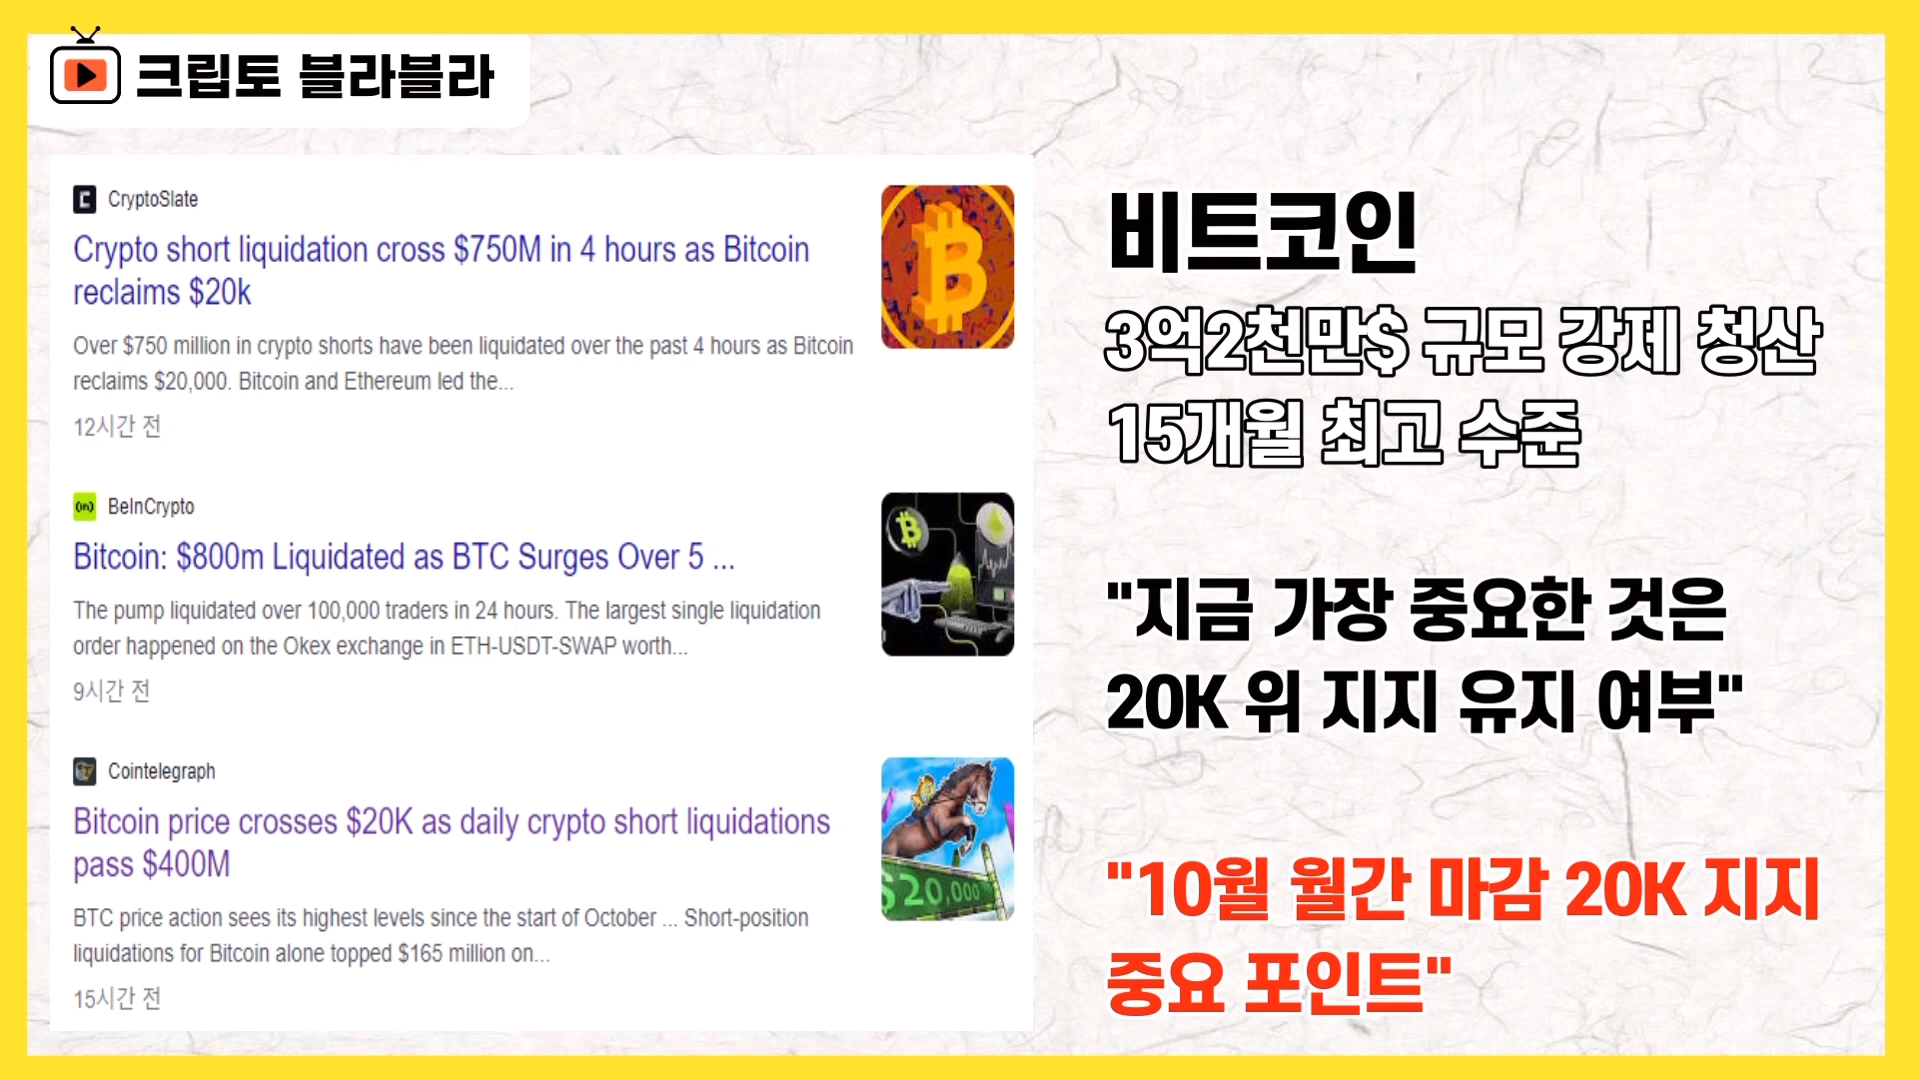 크립토 블라블라
CryptoSlate
Crypto short liquidation cross $750M in 4 hours as Bitcoin
reclaims $20k
Over $750 million in crypto shorts have been liquidated over the past 4 hours as Bitcoin
reclaims $20,000. Bitcoin and Ethereum led the...
12시간 전
BeInCrypto
Bitcoin: $800m Liquidated as BTC Surges Over 5 ...
The pump liquidated over 100,000 traders in 24 hours. The largest single liquidation
order happened on the Okex exchange in ETH-USDT-SWAP worth...
9시간 전
Cointelegraph
Bitcoin price crosses $20K as daily crypto short liquidations
pass $400M
BTC price action sees its highest levels since the start of October ... Short-position
liquidations for Bitcoin alone topped $165 million on...
15시간 전
$20,000
비트코인
3억2천만$ 규모 강제 청산
15개월 최고 수준
"지금 가장 중요한 것은
20K 위 지지 유지 여부"
"10월 월간 마감 20K 지지
중요 포인트"